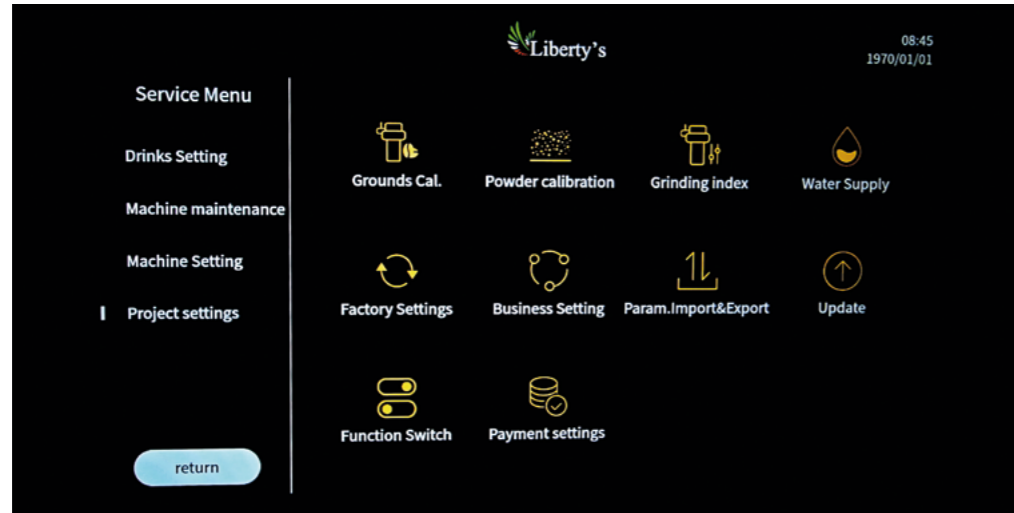 Liberty's
08:45
1970/01/01
Service Menu
Drinks Setting
Machine maintenance
Machine Setting
Project settings
return
Grounds Cal.
Powder calibration
Grinding index
Water Supply
Factory Settings
Business Setting
Param.Import&Export
Update
Function Switch
Payment settings